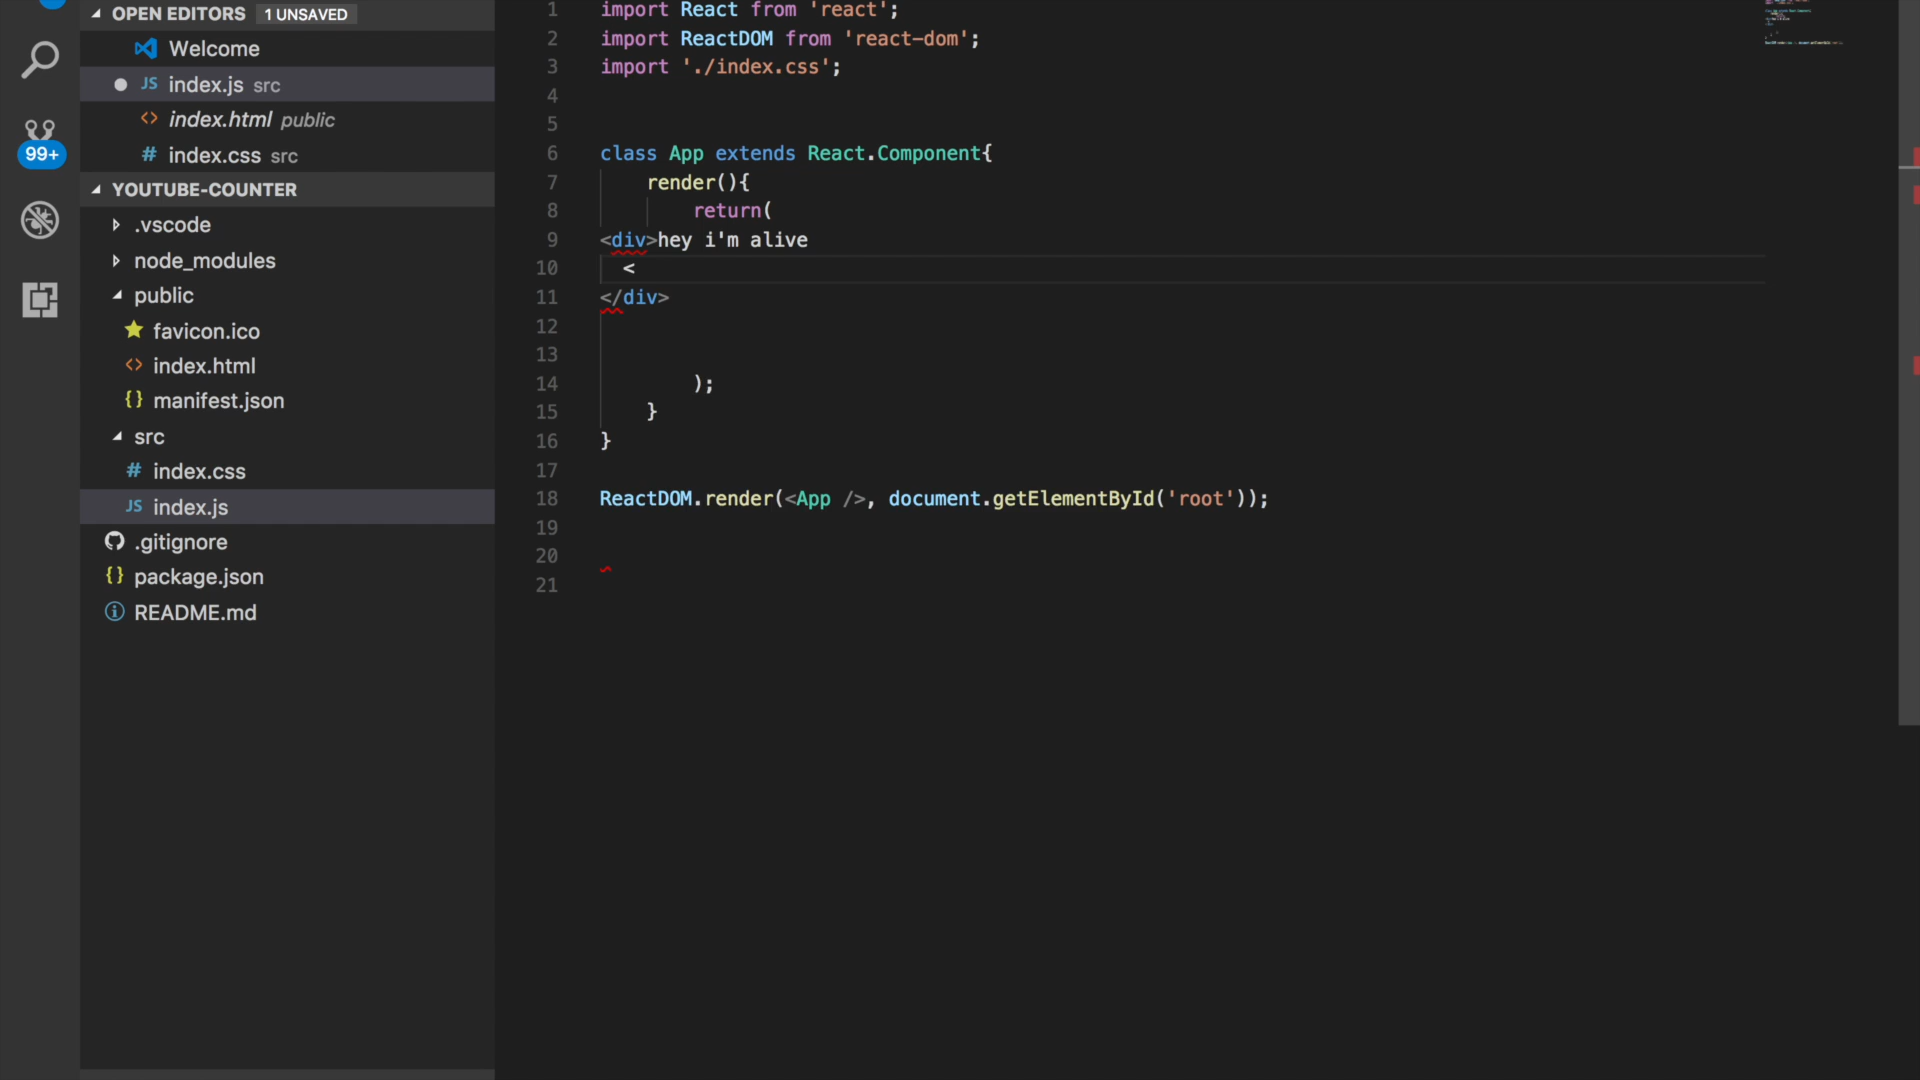 OPEN EDITORS 1 UNSAVED
Welcome
JS index.js src
<> index.html public
# index.css src
99+
YOUTUBE-COUNTER
.vscode
node_modules
public
favicon.ico
<> index.html
{} manifest.json
src
# index.css
JS index.js
.gitignore
{} package.json
README.md
1 import React from 'react';
2 import ReactDOM from 'react-dom';
3 import './index.css';
4
5
6 class App extends React.Component{
7 render(){
8 return(
9 <div>hey i'm alive
10 <
11 </div>
12
13
14 );
15 }
16 }
17
18 ReactDOM.render(<App />, document.getElementById('root'));
19
20
21